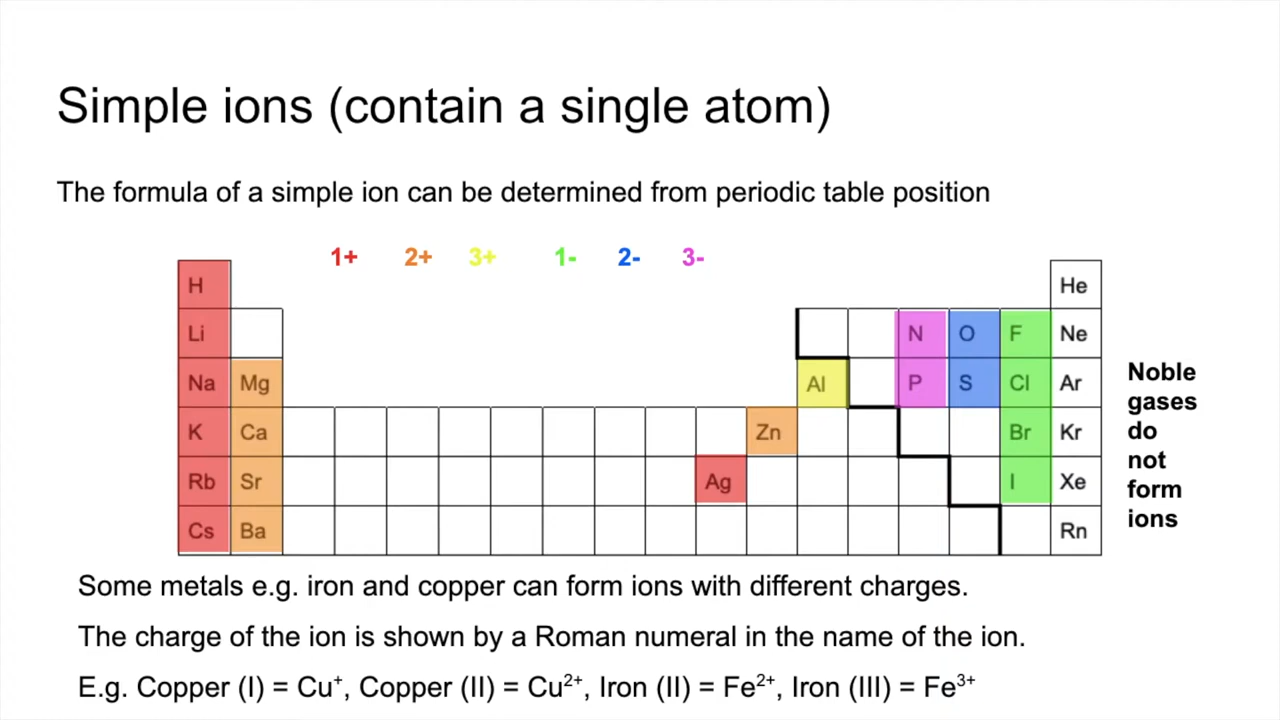 Simple ions (contain a single atom)
The formula of a simple ion can be determined from periodic table position
1+ 2+ 3+ 1- 2- 3-
H He
Li N O F Ne
Na Mg Al P S Cl Ar
K Ca Zn Br Kr
Rb Sr Ag I Xe
Cs Ba Rn
Noble
gases
do
not
form
ions
Some metals e.g. iron and copper can form ions with different charges.
The charge of the ion is shown by a Roman numeral in the name of the ion.
E.g. Copper (I) = Cu⁺, Copper (II) = Cu²⁺, Iron (II) = Fe²⁺, Iron (III) = Fe³⁺